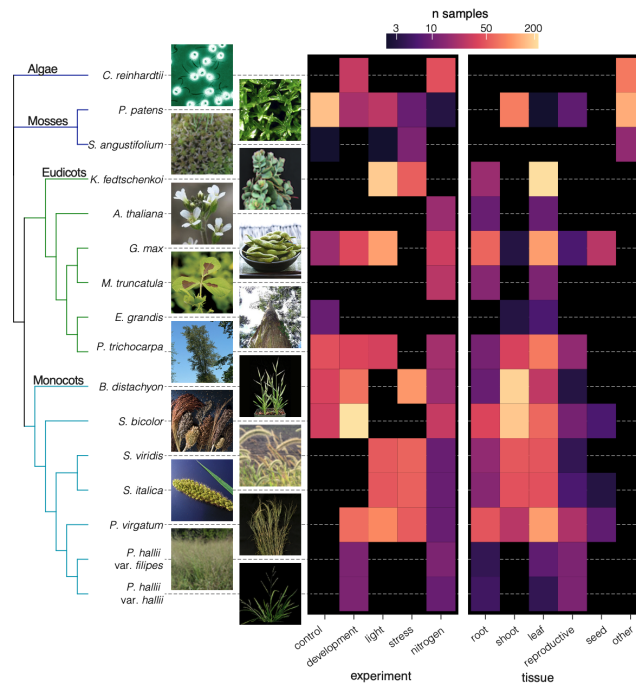 n samples
3 10 50 200
Algae
C. reinhardtii
P. patens
Mosses
S. angustifolium
Eudicots
K. fedtschenkoi
A. thaliana
G. max
M. truncatula
E. grandis
P. trichocarpa
Monocots
B. distachyon
S. bicolor
S. viridis
S. italica
P. virgatum
P. hallii
var. filipes
P. hallii
var. hallii
control development light stress nitrogen root shoot leaf reproductive seed other
experiment tissue